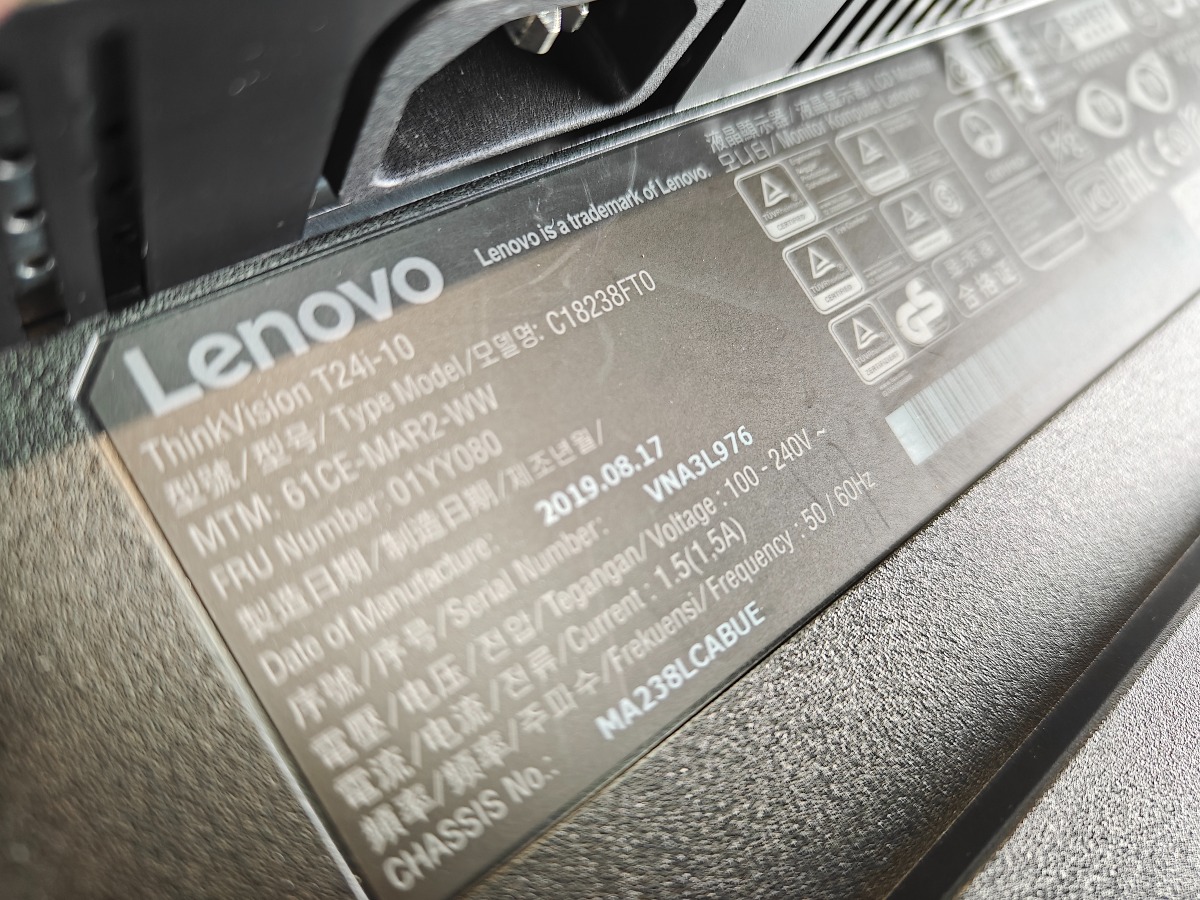 Lenovo
Lenovo is a trademark of Lenovo.
液晶顯示器/液晶显示器/LCD Monitor
모니터/Monitor Komputer Lenovo
ThinkVision T24i-10
型號/型号/Type Model/모델명: C18238FT0
MTM: 61CE-MAR2-WW
FRU Number: 01YY080
製造日期/制造日期/제조년월/
Date of Manufacture: 2019.08.17
序號/序号/Serial Number: VNA3L976
電壓/电压/전압/Tegangan/Voltage : 100 - 240V ~
電流/电流/전류/Current : 1.5(1.5A)
頻率/频率/주파수/Frekuensi/Frequency : 50 / 60Hz
CHASSIS No.: MA238LCABUE